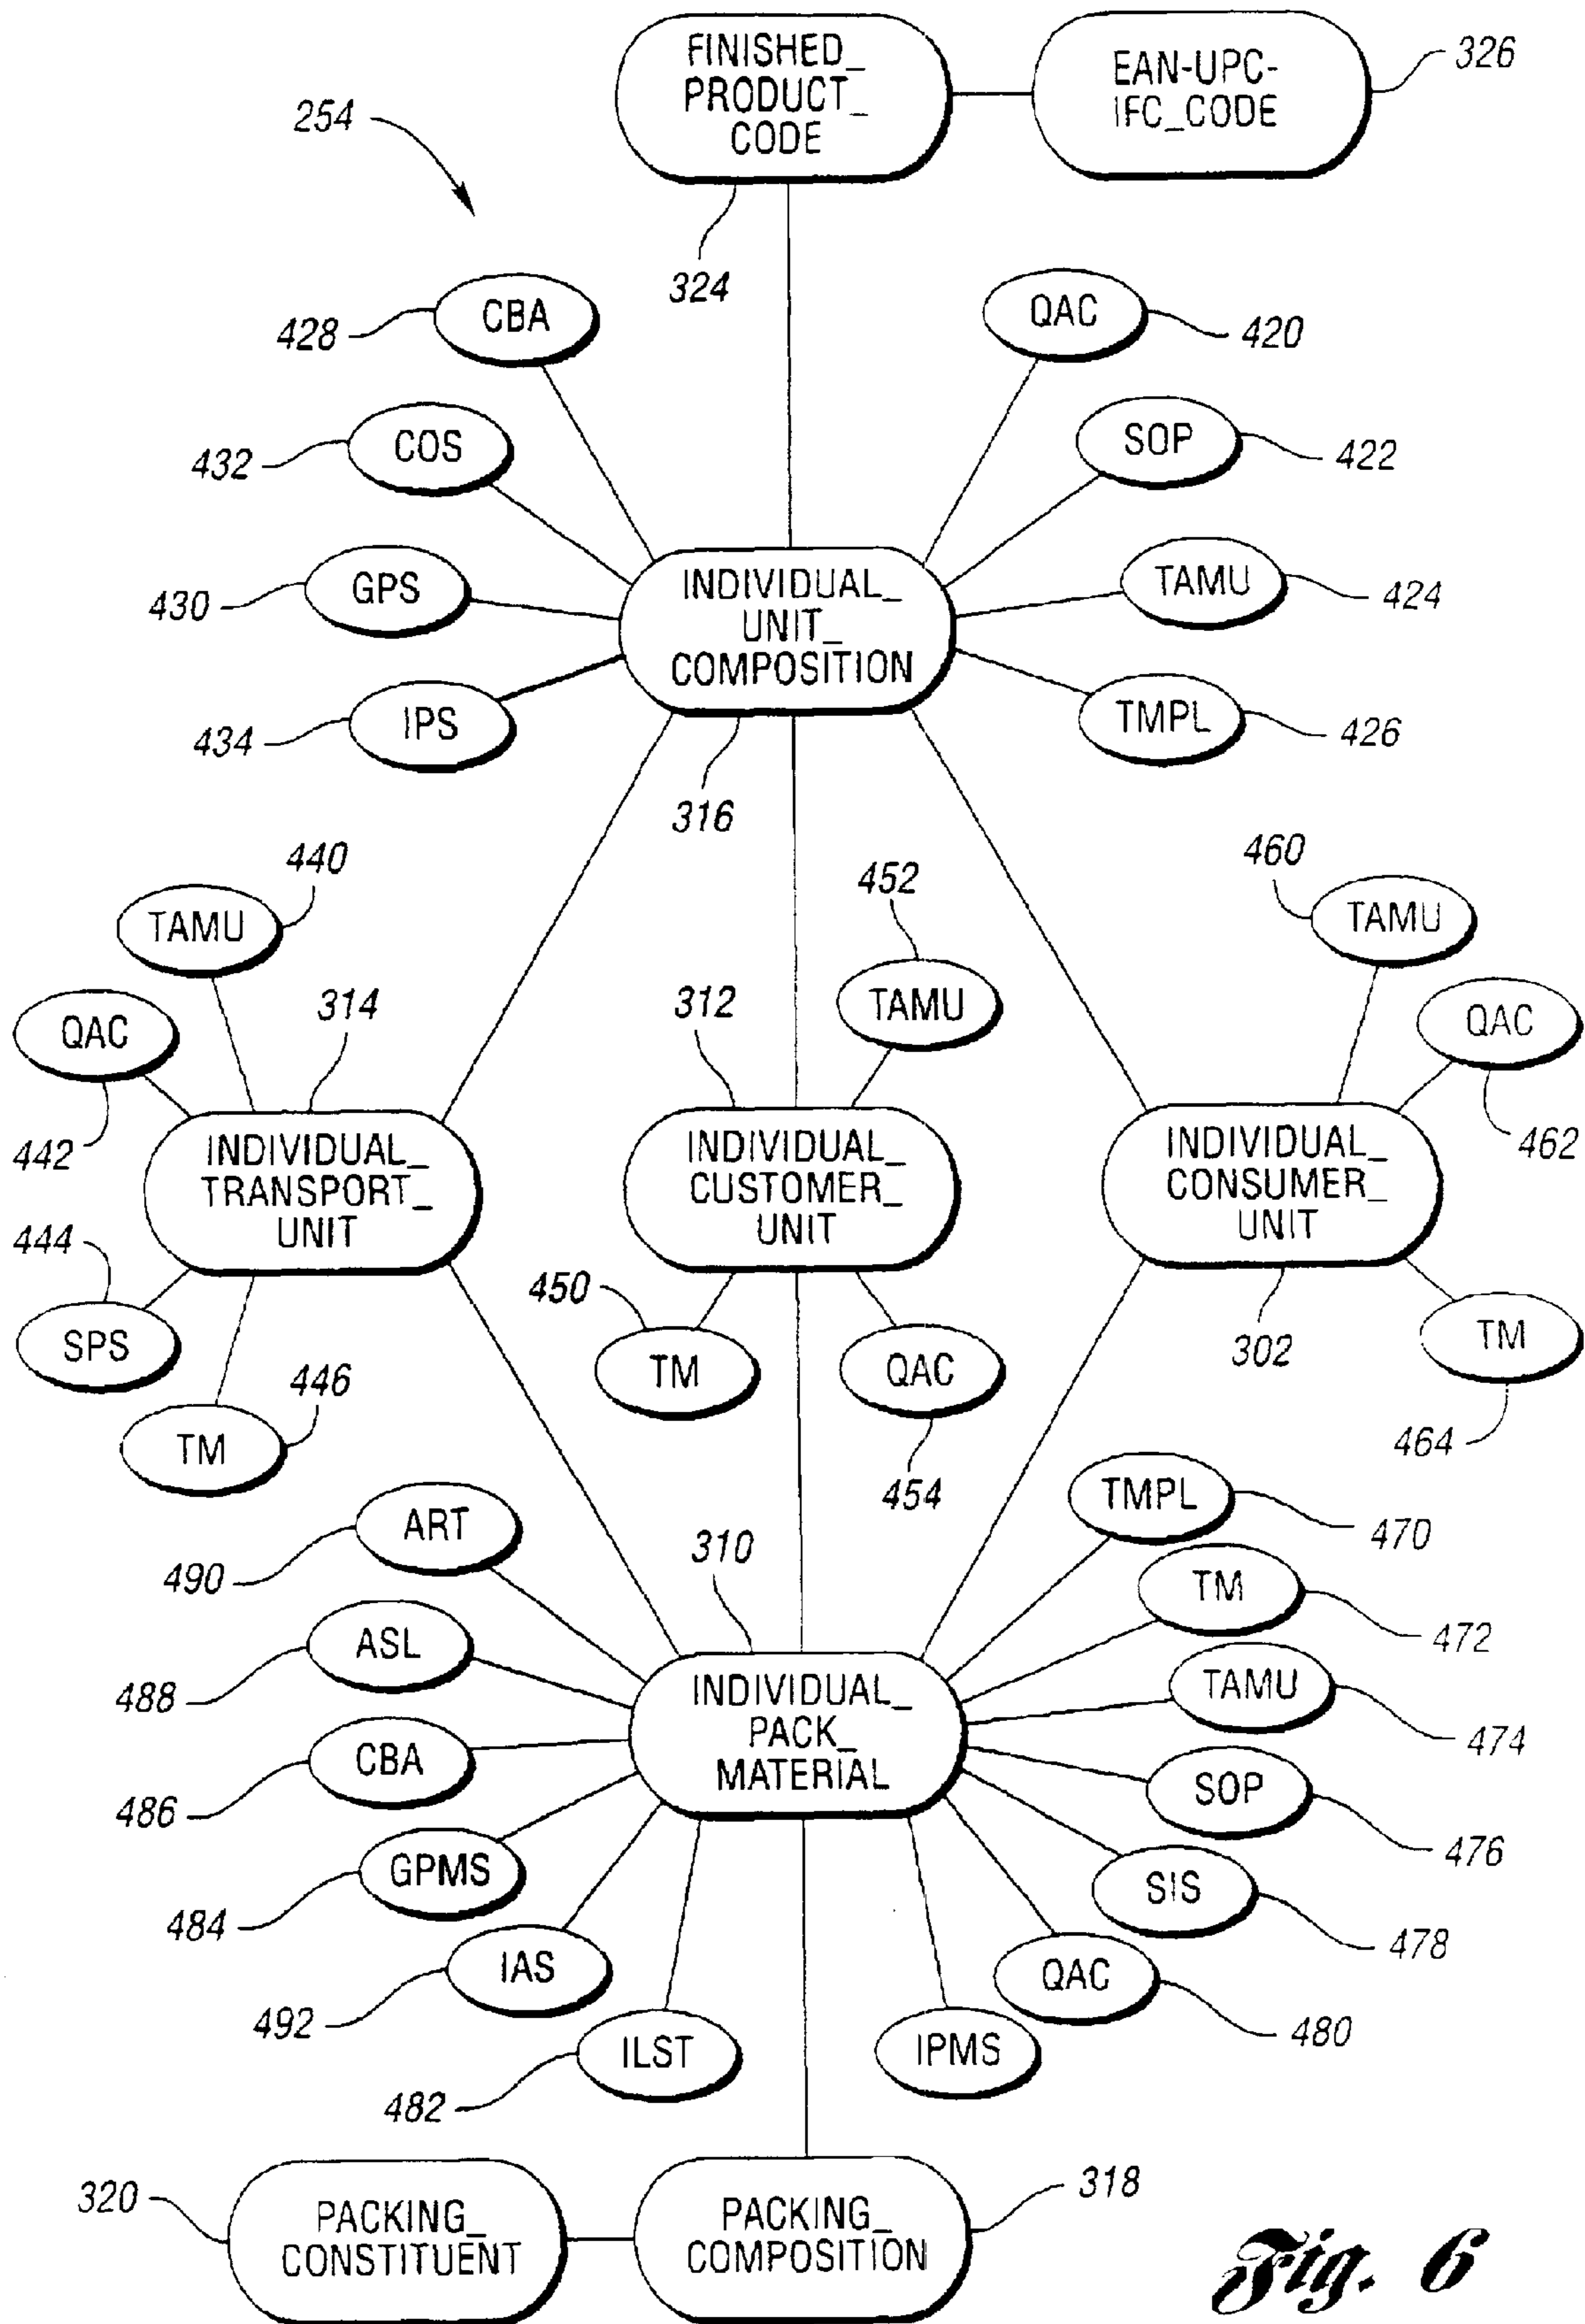 FINISHED_
PRODUCT_
CODE
EAN-UPC-
IFC_CODE
326
254
324
CBA
428
QAC
420
COS
432
SOP
422
GPS
430
INDIVIDUAL_
UNIT_
COMPOSITION
TAMU
424
IPS
434
TMPL
426
316
440
TAMU
452
460
TAMU
QAC
442
314
312
TAMU
QAC
462
INDIVIDUAL_
TRANSPORT_
UNIT
INDIVIDUAL_
CUSTOMER_
UNIT
INDIVIDUAL_
CONSUMER_
UNIT
444
SPS
450
TM
QAC
454
302
TM
464
446
TM
ART
490
310
TMPL
470
TM
472
ASL
488
INDIVIDUAL_
PACK_
MATERIAL
TAMU
474
CBA
486
SOP
476
GPMS
484
SIS
478
IAS
492
QAC
480
ILST
482
IPMS
320
PACKING_
CONSTITUENT
PACKING_
COMPOSITION
318
Fig. 6